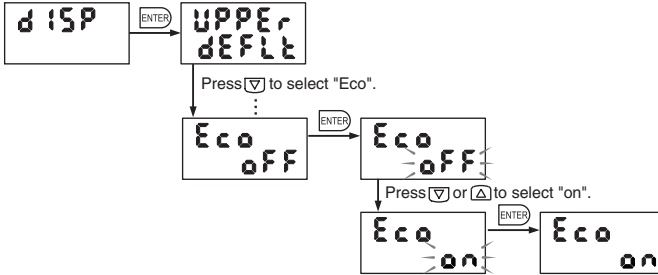 dISP
ENTER
UPPEr
dEFLt
Press ▽ to select "Eco".
Eco
oFF
ENTER
Eco
oFF
Press ▽ or △ to select "on".
Eco
on
ENTER
Eco
on